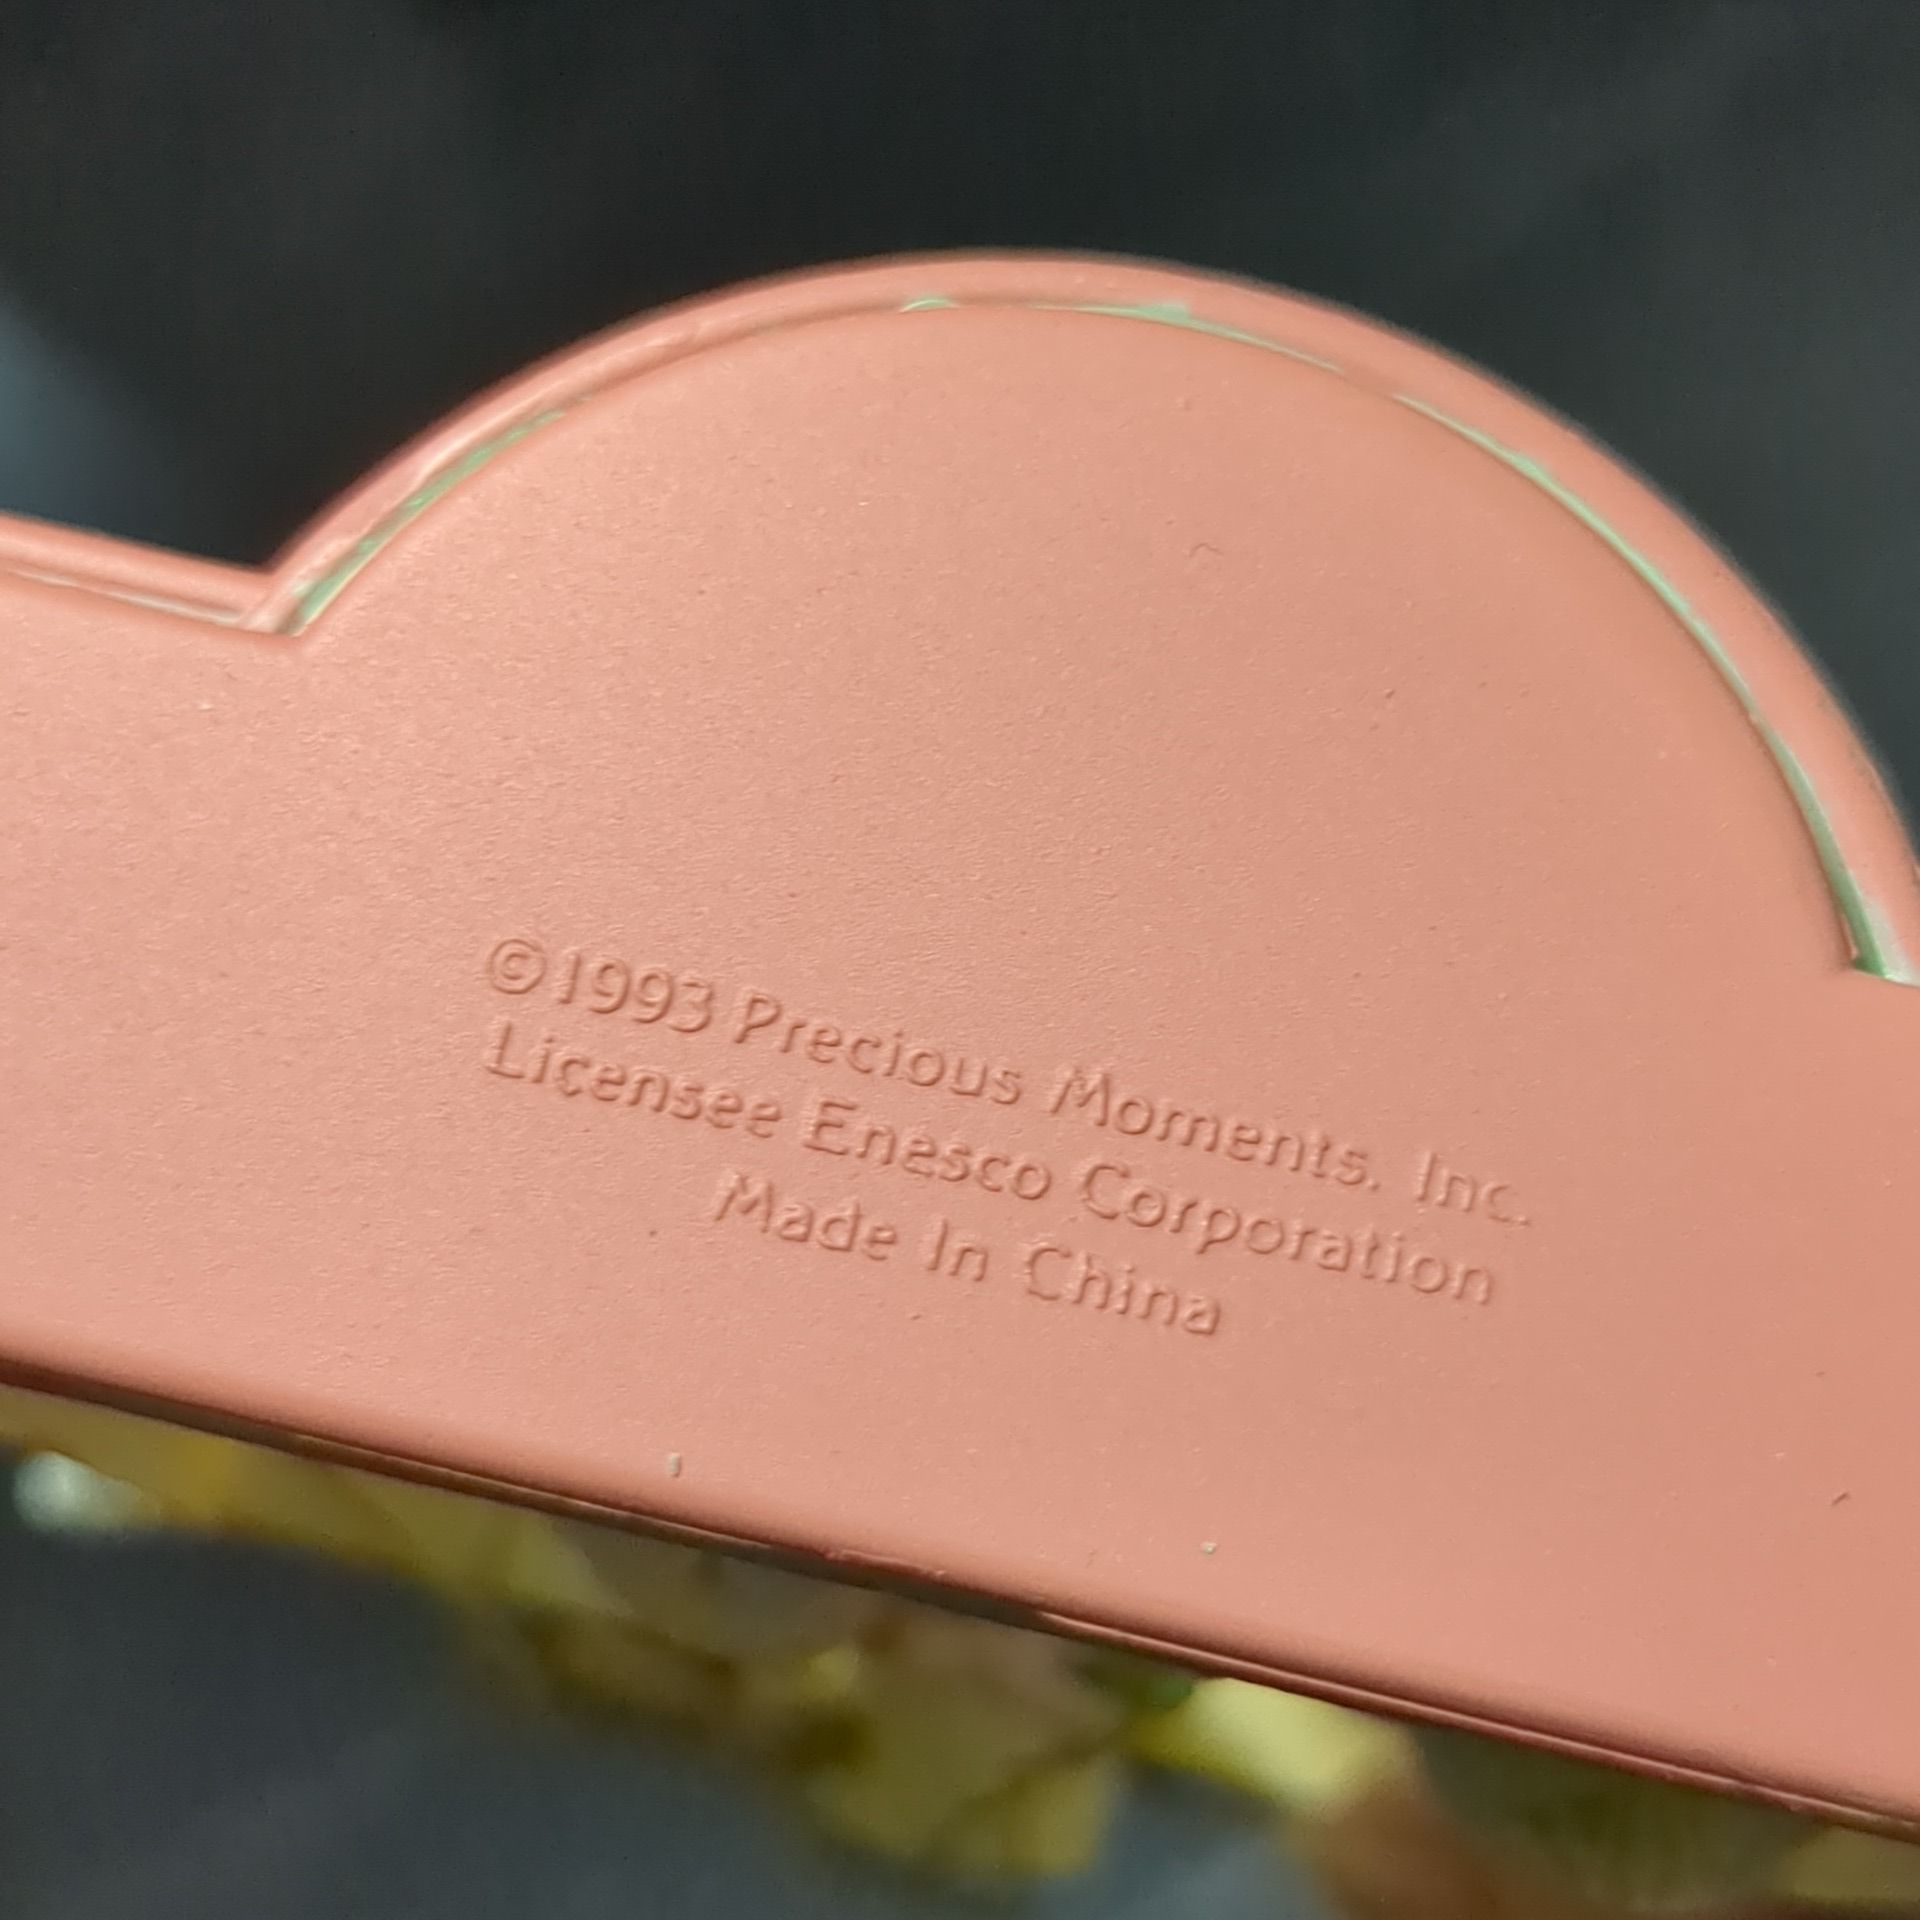 ©1993 Precious Moments. Inc.
Licensee Enesco Corporation
Made In China